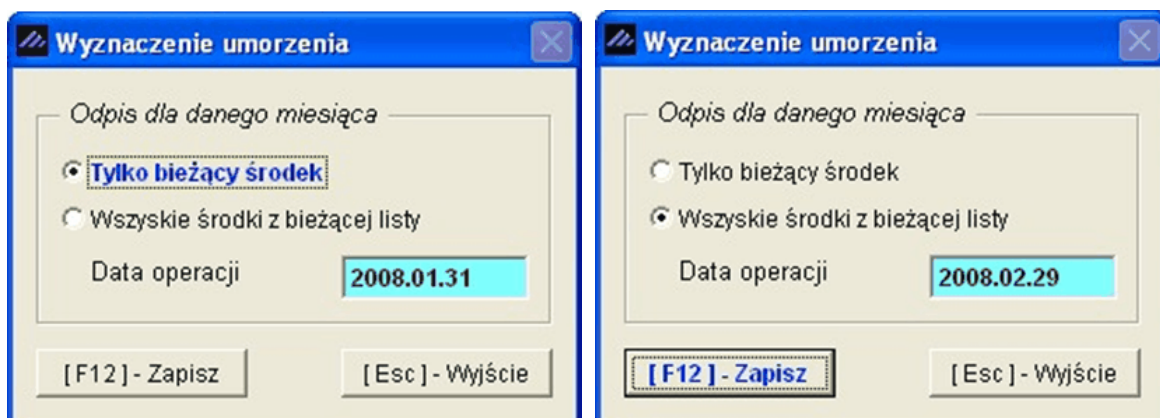 Wyznaczenie umorzenia
Odpis dla danego miesiąca
Tylko bieżący środek
Wszyskie środki z bieżącej listy
Data operacji 2008.01.31
[ F12 ] - Zapisz [ Esc ] - Wyjście
Wyznaczenie umorzenia
Odpis dla danego miesiąca
Tylko bieżący środek
Wszyskie środki z bieżącej listy
Data operacji 2008.02.29
[ F12 ] - Zapisz [ Esc ] - Wyjście